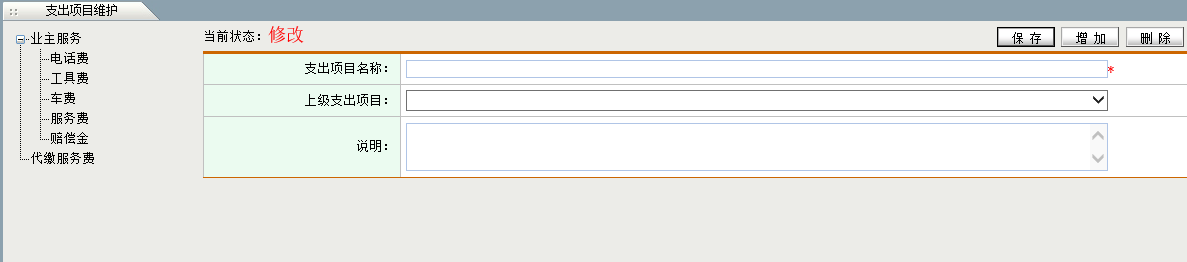 支出项目维护
业主服务
电话费
工具费
车费
服务费
赔偿金
代缴服务费
当前状态：修改
保 存 增 加 删 除
支出项目名称： *
上级支出项目：
说明：